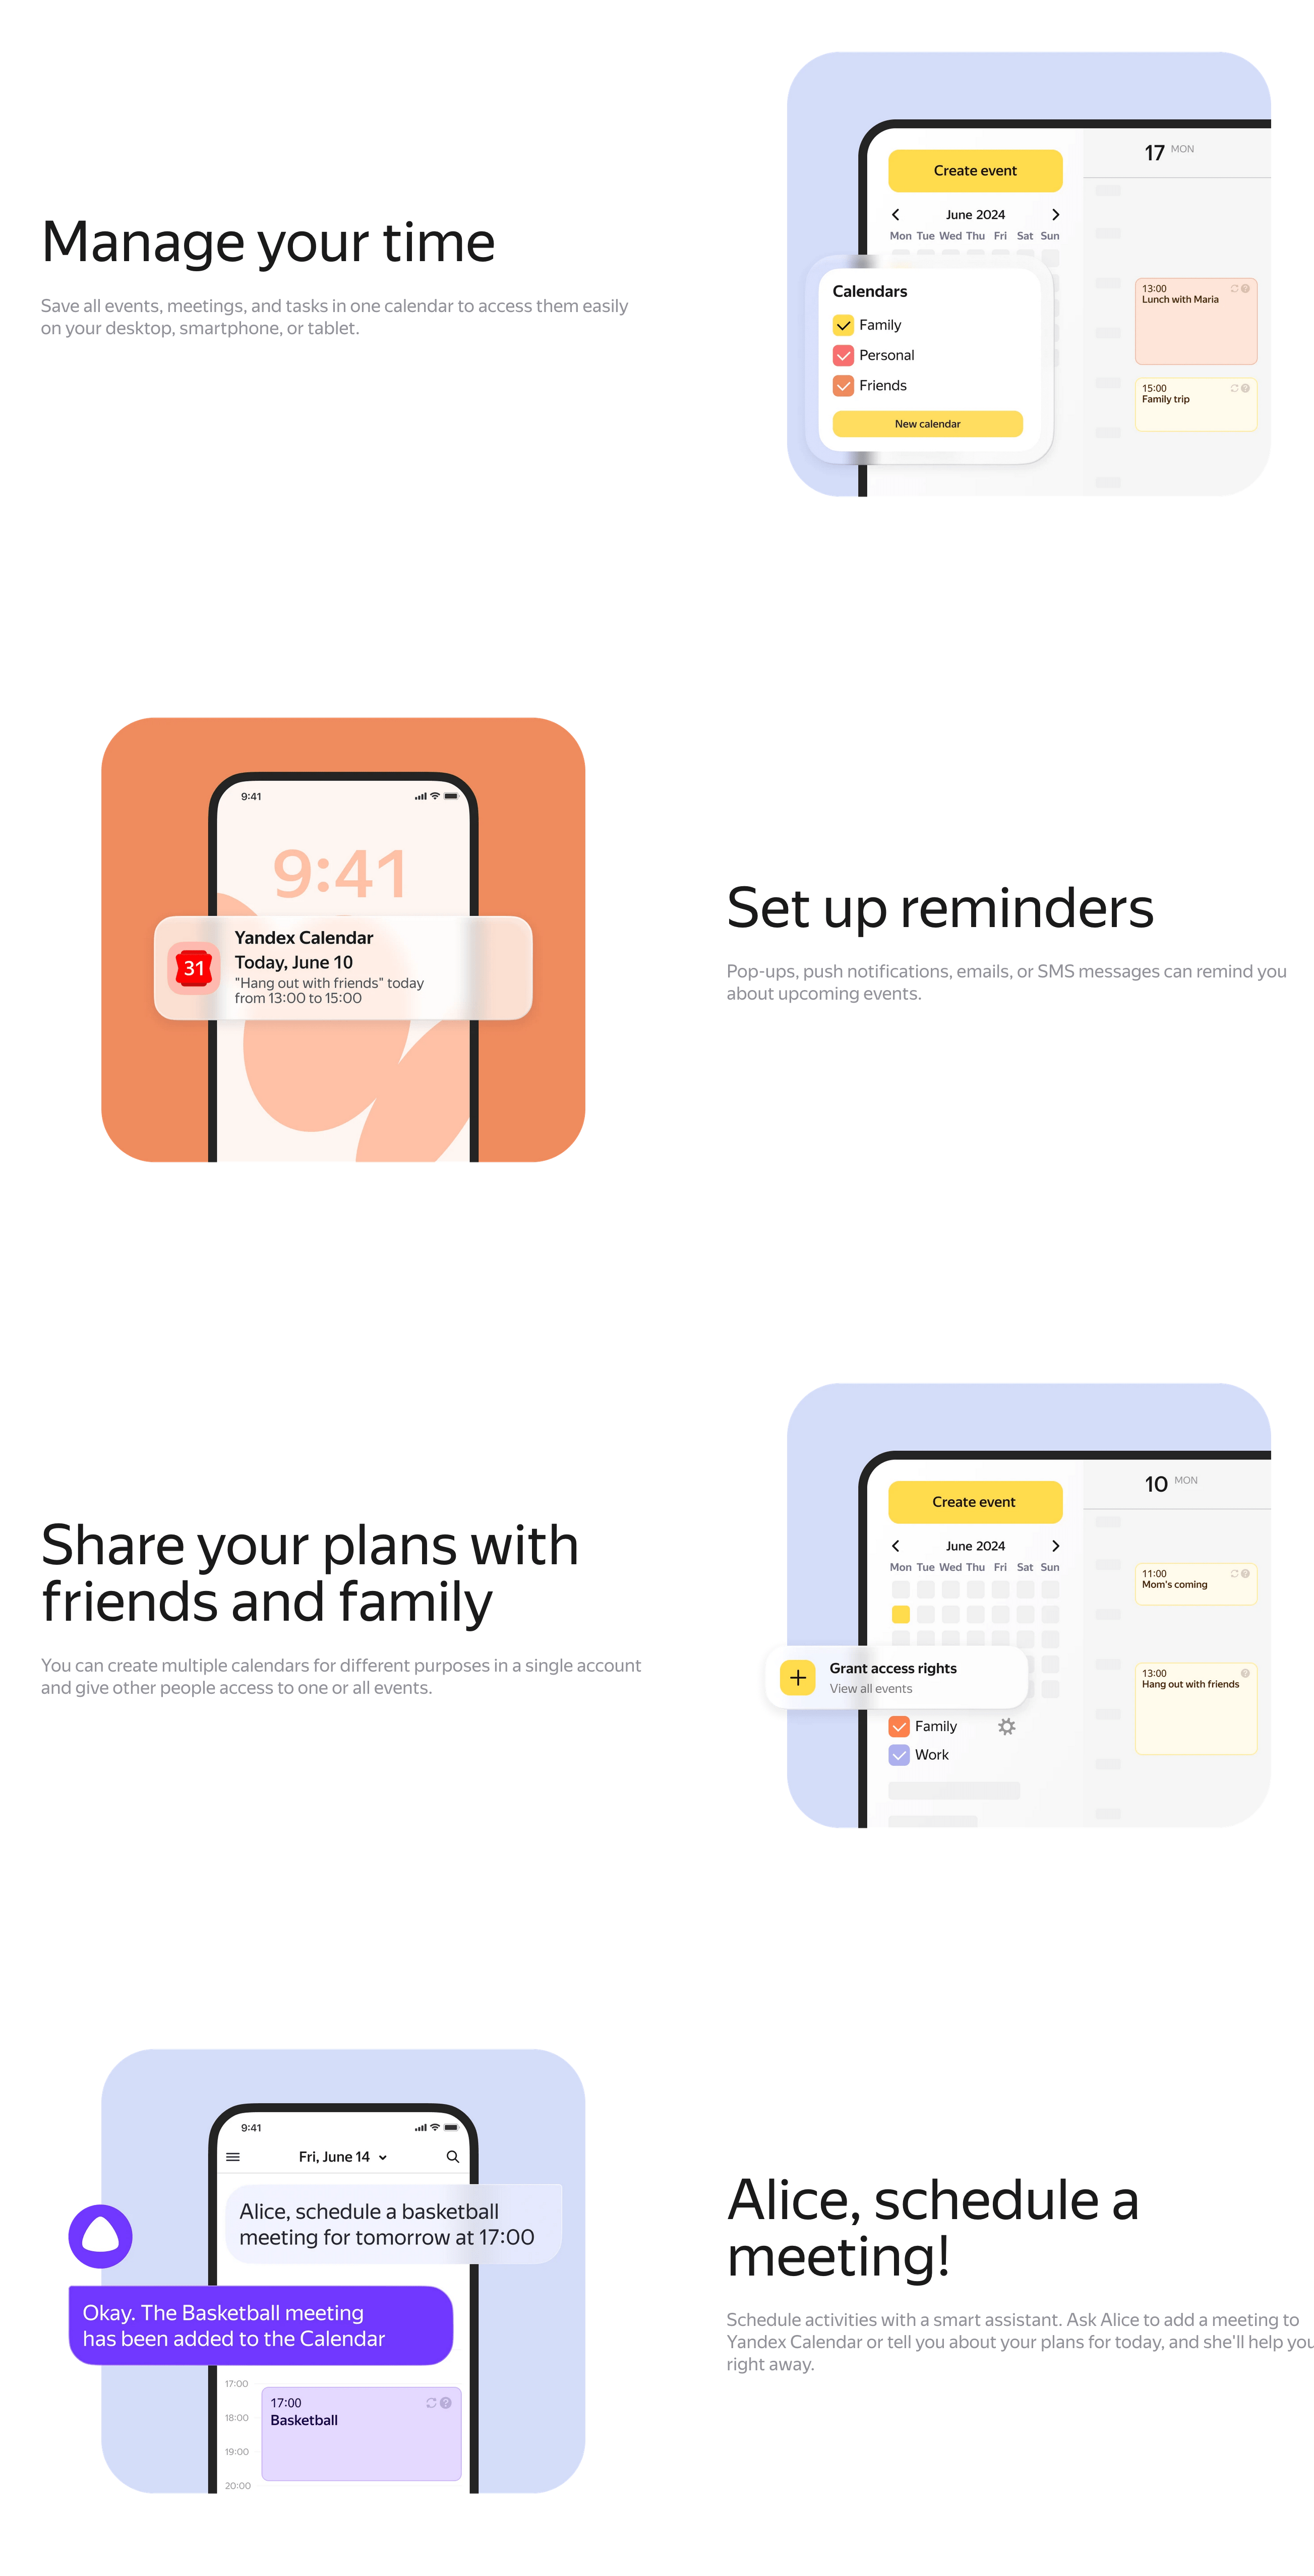 Manage your time
Save all events, meetings, and tasks in one calendar to access them easily
on your desktop, smartphone, or tablet.
Create event
June 2024
Mon Tue Wed Thu Fri Sat Sun
Calendars
Family
Personal
Friends
New calendar
17 MON
13:00
Lunch with Maria
15:00
Family trip
9:41
9:41
Yandex Calendar
31
Today, June 10
"Hang out with friends" today
from 13:00 to 15:00
Set up reminders
Pop-ups, push notifications, emails, or SMS messages can remind you
about upcoming events.
Share your plans with
friends and family
You can create multiple calendars for different purposes in a single account
and give other people access to one or all events.
Create event
June 2024
Mon Tue Wed Thu Fri Sat Sun
Grant access rights
View all events
Family
Work
10 MON
11:00
Mom's coming
13:00
Hang out with friends
9:41
Fri, June 14
Alice, schedule a basketball
meeting for tomorrow at 17:00
Okay. The Basketball meeting
has been added to the Calendar
17:00
17:00
Basketball
18:00
19:00
20:00
Alice, schedule a
meeting!
Schedule activities with a smart assistant. Ask Alice to add a meeting to
Yandex Calendar or tell you about your plans for today, and she'll help you
right away.